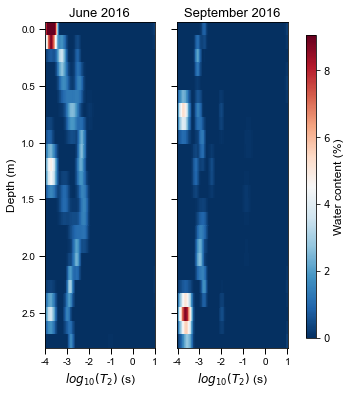 June 2016
September 2016
0.0
0.5
1.0
1.5
2.0
2.5
Depth (m)
-4 -3 -2 -1 0 1
-4 -3 -2 -1 0 1
log10(T2) (s)
log10(T2) (s)
8
6
4
2
0
Water content (%)